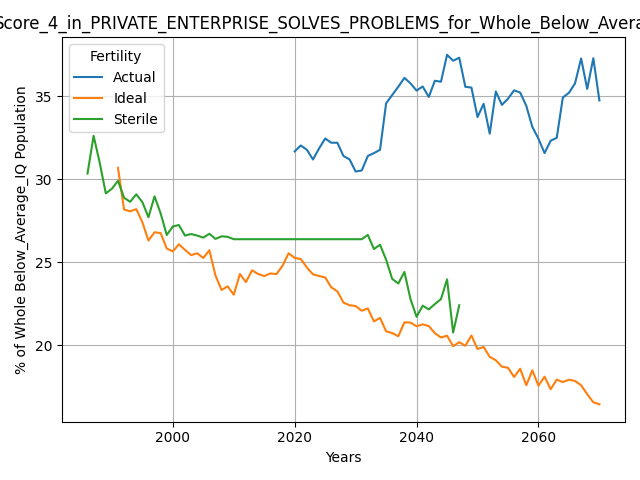 Score_4_in_PRIVATE_ENTERPRISE_SOLVES_PROBLEMS_for_Whole_Below_Avera
Fertility
Actual
Ideal
Sterile
% of Whole Below_Average_IQ Population
35
30
25
20
2000
2020
2040
2060
Years